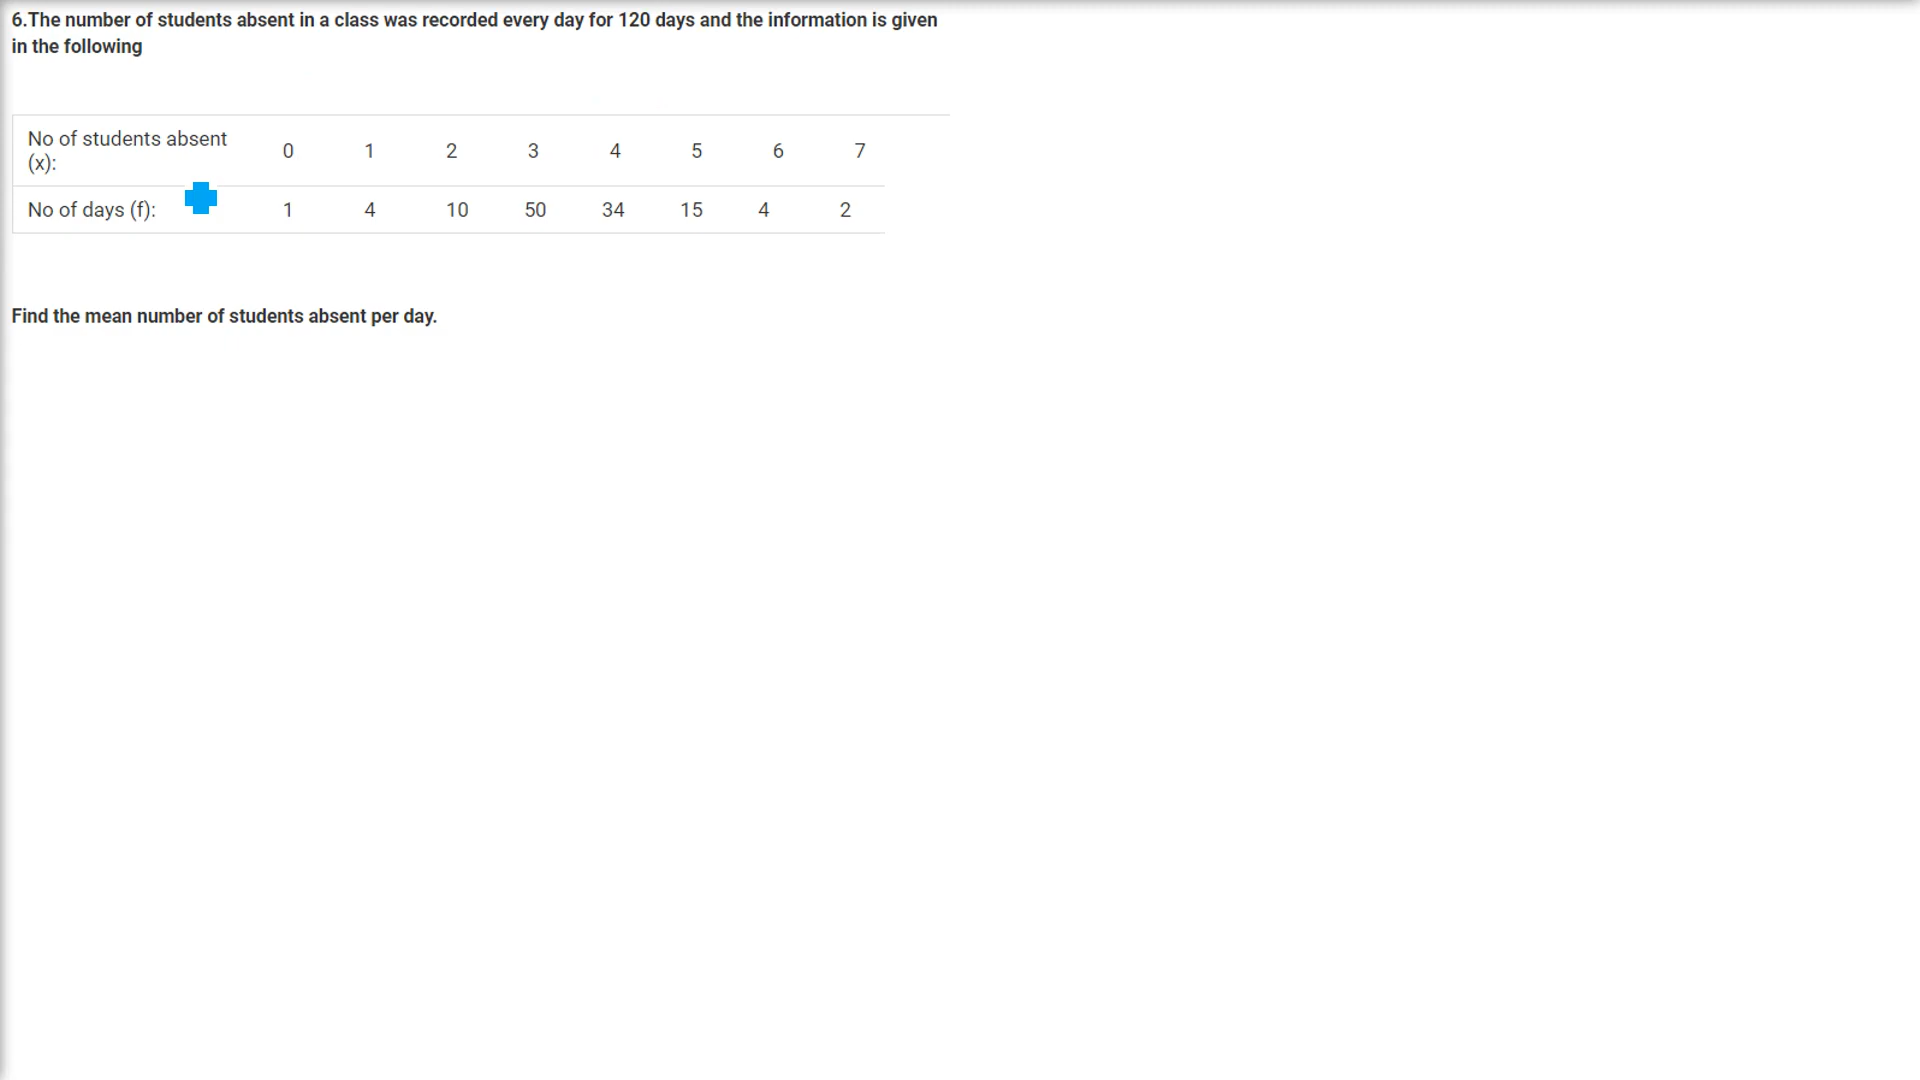 6.The number of students absent in a class was recorded every day for 120 days and the information is given
in the following
No of students absent
(x): 0 1 2 3 4 5 6 7
No of days (f): 1 4 10 50 34 15 4 2
Find the mean number of students absent per day.